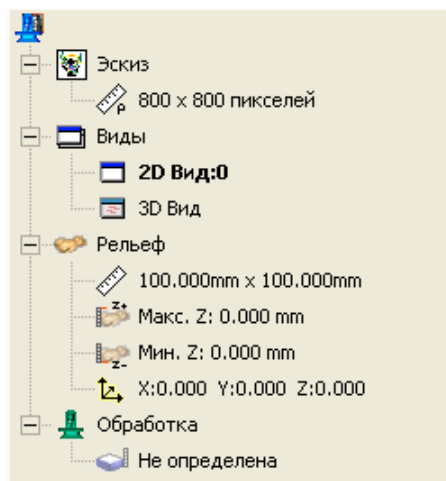 Эскиз
800 x 800 пикселей
Виды
2D Вид:0
3D Вид
Рельеф
100.000mm x 100.000mm
Макс. Z: 0.000 mm
Мин. Z: 0.000 mm
X:0.000 Y:0.000 Z:0.000
Обработка
Не определена